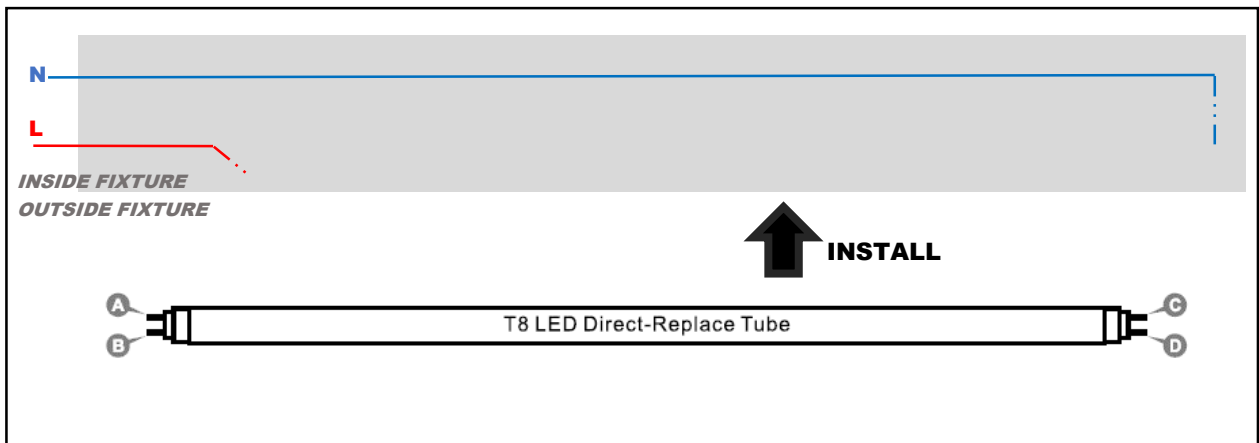 N
L
INSIDE FIXTURE
OUTSIDE FIXTURE
INSTALL
A
C
T8 LED Direct-Replace Tube
B
D